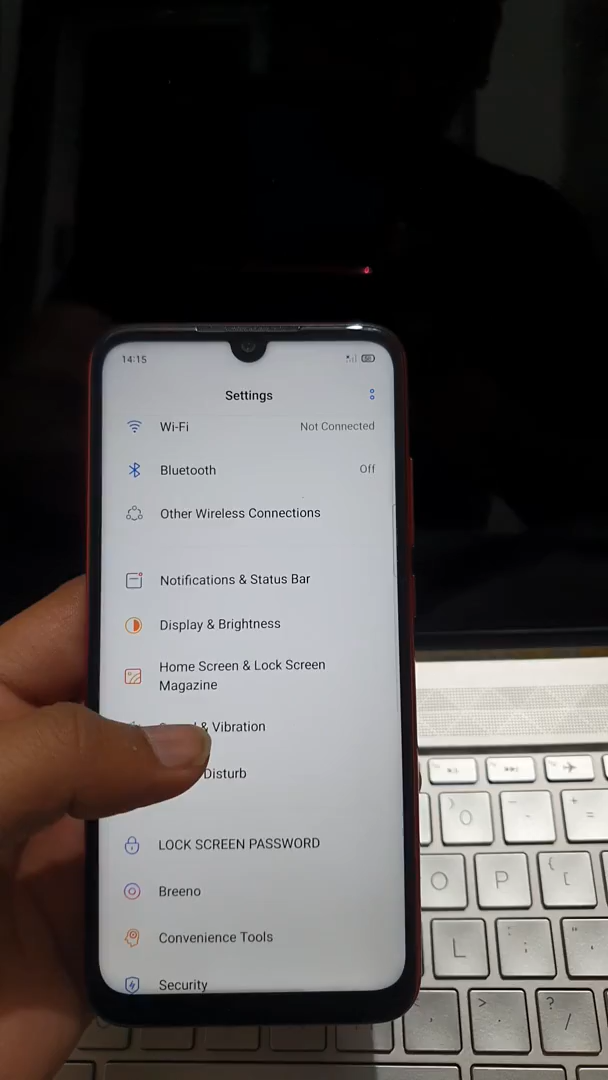 14:15
Settings
Wi-Fi Not Connected
Bluetooth Off
Other Wireless Connections
Notifications & Status Bar
Display & Brightness
Home Screen & Lock Screen
Magazine
& Vibration
Disturb
LOCK SCREEN PASSWORD
Breeno
Convenience Tools
Security
) 0
- -
+ =
O P { [
L : ; "
> . ? /